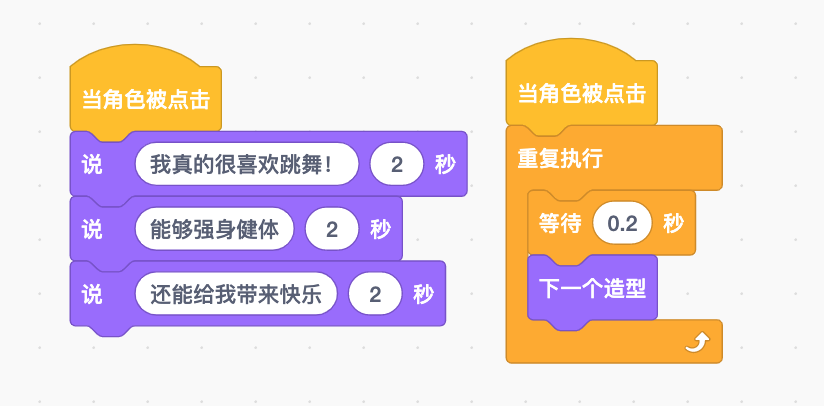 当角色被点击
说 我真的很喜欢跳舞! 2 秒
说 能够强身健体 2 秒
说 还能给我带来快乐 2 秒
当角色被点击
重复执行
等待 0.2 秒
下一个造型